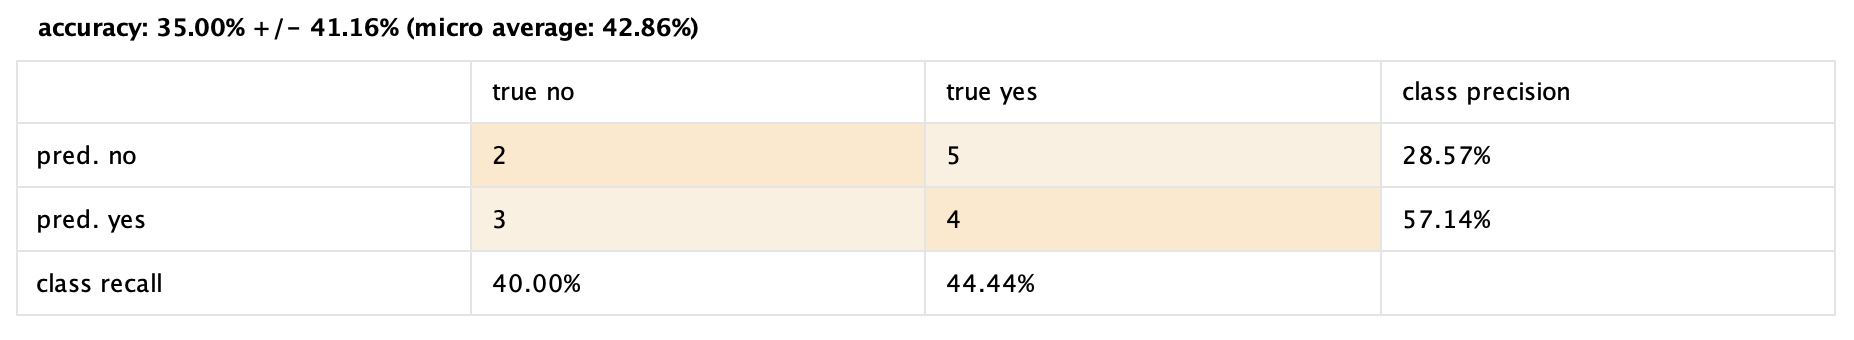 accuracy: 35.00% +/- 41.16% (micro average: 42.86%)
true no true yes class precision
pred. no 2 5 28.57%
pred. yes 3 4 57.14%
class recall 40.00% 44.44%